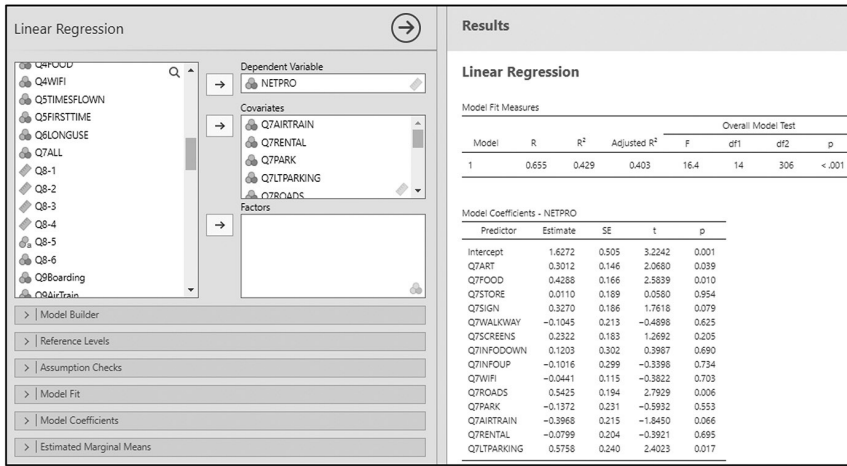 Linear Regression
Q4FOOD
Q4WIFI
Q5TIMESFLOWN
Q5FIRSTTIME
Q6LONGUSE
Q7ALL
Q8-1
Q8-2
Q8-3
Q8-4
Q8-5
Q8-6
Q9Boarding
Q9AirTrain
Dependent Variable
NETPRO
Covariates
Q7AIRTRAIN
Q7RENTAL
Q7PARK
Q7LTPARKING
Q7ROADS
Factors
> | Model Builder
> | Reference Levels
> | Assumption Checks
> | Model Fit
> | Model Coefficients
> | Estimated Marginal Means
Results
Linear Regression
Model Fit Measures
Overall Model Test
Model R R² Adjusted R² F df1 df2 p
1 0.655 0.429 0.403 16.4 14 306 < .001
Model Coefficients - NETPRO
Predictor Estimate SE t p
Intercept 1.6272 0.505 3.2242 0.001
Q7ART 0.3012 0.146 2.0680 0.039
Q7FOOD 0.4288 0.166 2.5839 0.010
Q7STORE 0.0110 0.189 0.0580 0.954
Q7SIGN 0.3270 0.186 1.7618 0.079
Q7WALKWAY −0.1045 0.213 −0.4898 0.625
Q7SCREENS 0.2322 0.183 1.2692 0.205
Q7INFODOWN 0.1203 0.302 0.3987 0.690
Q7INFOUP −0.1016 0.299 −0.3398 0.734
Q7WIFI −0.0441 0.115 −0.3822 0.703
Q7ROADS 0.5425 0.194 2.7929 0.006
Q7PARK −0.1372 0.231 −0.5932 0.553
Q7AIRTRAIN −0.3968 0.215 −1.8450 0.066
Q7RENTAL −0.0799 0.204 −0.3921 0.695
Q7LTPARKING 0.5758 0.240 2.4023 0.017